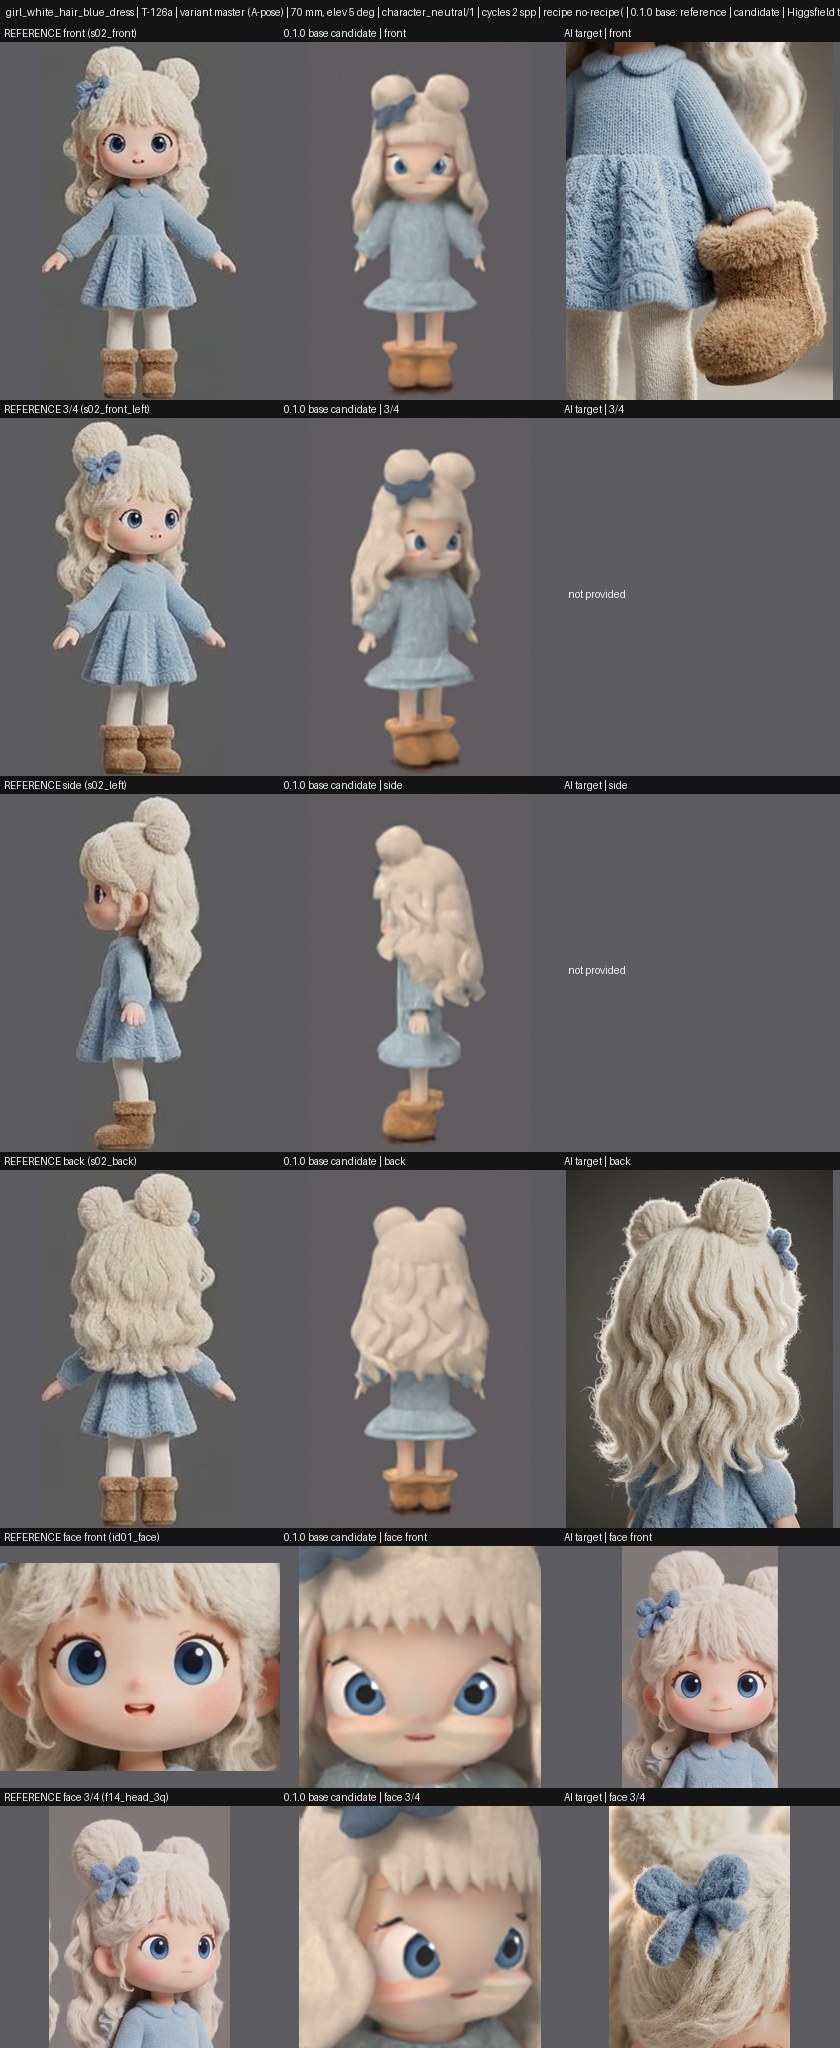 girl_white_hair_blue_dress | T-126a | variant master (A-pose) | 70 mm, elev 5 deg | character_neutral/1 | cycles 2 spp | recipe no-recipe( | 0.1.0 base: reference | candidate | Higgsfield t
REFERENCE front (s02_front) 0.1.0 base candidate | front AI target | front
REFERENCE 3/4 (s02_front_left) 0.1.0 base candidate | 3/4 AI target | 3/4
not provided
REFERENCE side (s02_left) 0.1.0 base candidate | side AI target | side
not provided
REFERENCE back (s02_back) 0.1.0 base candidate | back AI target | back
REFERENCE face front (id01_face) 0.1.0 base candidate | face front AI target | face front
REFERENCE face 3/4 (f14_head_3q) 0.1.0 base candidate | face 3/4 AI target | face 3/4